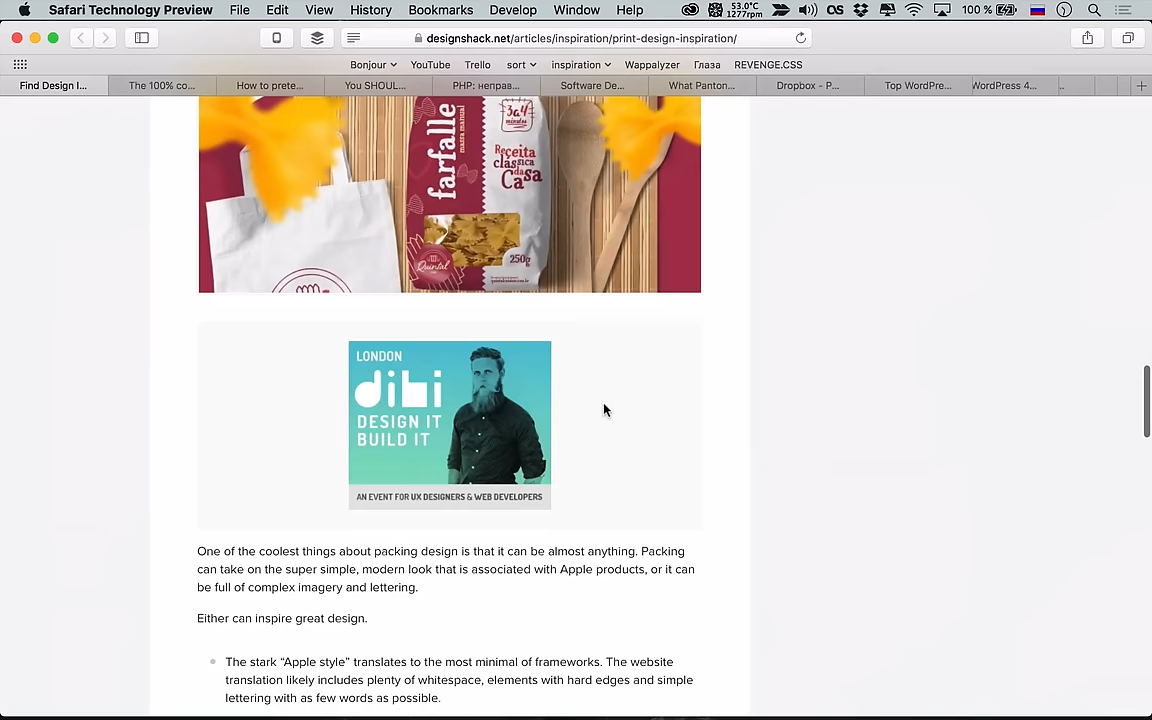 Safari Technology Preview File Edit View History Bookmarks Develop Window Help
53.0°C
1277rpm
100 %
designshack.net/articles/inspiration/print-design-inspiration/
Bonjour YouTube Trello sort inspiration Wappalyzer Глаза REVENGE.CSS
Find Design I... The 100% co... How to prete... You SHOUL... PHP: неправ... Software De... What Panton... Dropbox - P... Top WordPre... WordPress 4...
farfalle
massa manual
3a4
minutos
Receita
clássica
da
Casa
Quintal
250g
LONDON
dibi
DESIGN IT
BUILD IT
AN EVENT FOR UX DESIGNERS & WEB DEVELOPERS
One of the coolest things about packing design is that it can be almost anything. Packing
can take on the super simple, modern look that is associated with Apple products, or it can
be full of complex imagery and lettering.
Either can inspire great design.
The stark “Apple style” translates to the most minimal of frameworks. The website
translation likely includes plenty of whitespace, elements with hard edges and simple
lettering with as few words as possible.